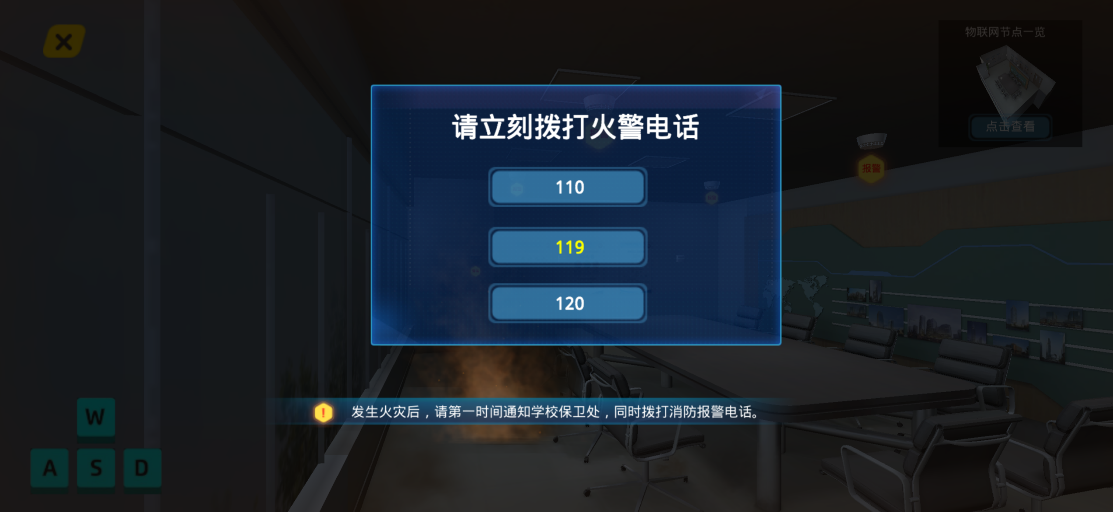 物联网节点一览
点击查看
请立刻拨打火警电话
110
119
120
报警
发生火灾后，请第一时间通知学校保卫处，同时拨打消防报警电话。
W
A S D